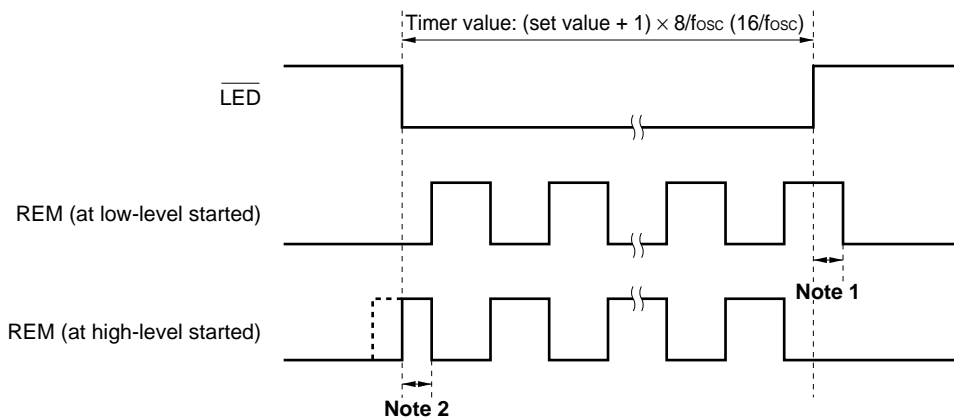 Timer value: (set value + 1) × 8/fosc (16/fosc)
LED
REM (at low-level started)
Note 1
REM (at high-level started)
Note 2